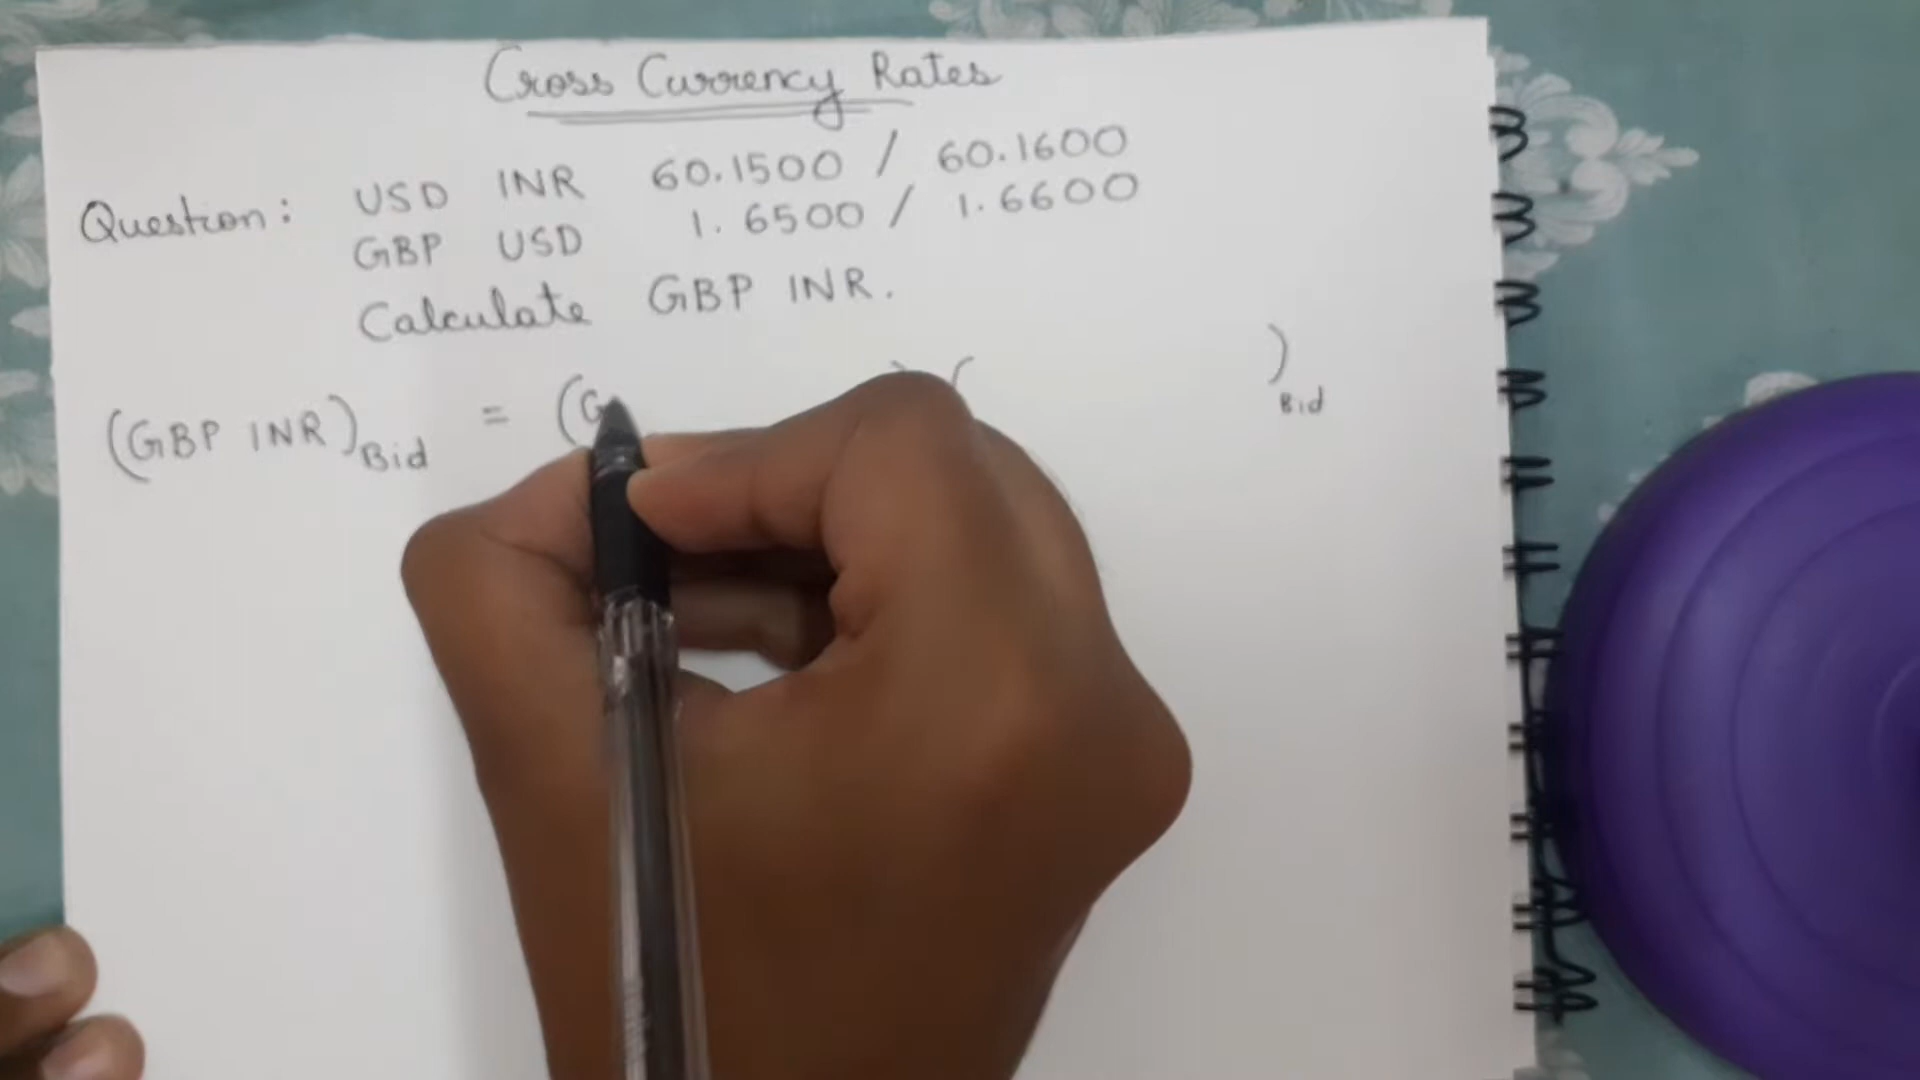 Cross Currency Rates
Question: USD INR 60.1500 / 60.1600
GBP USD 1.6500 / 1.6600
Calculate GBP INR.
(GBP INR)Bid = (G ) ( )Bid